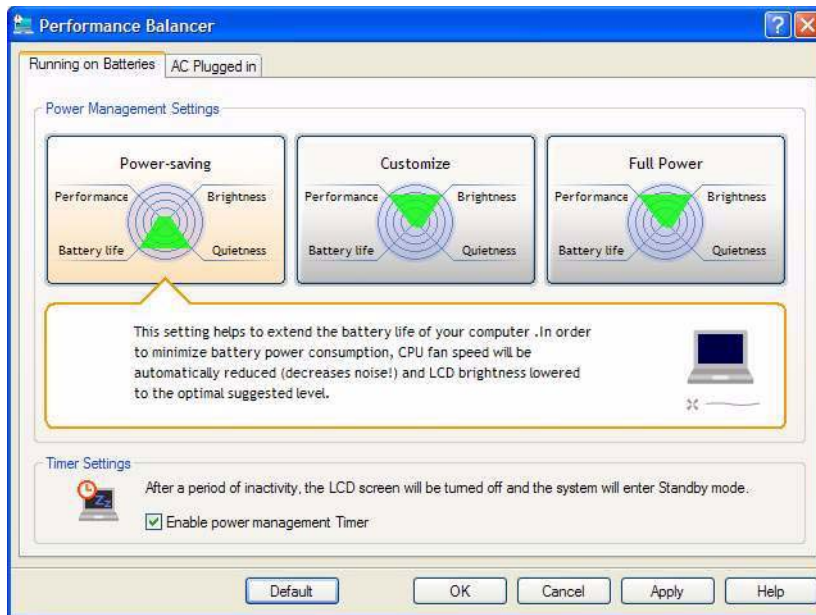 Performance Balancer
Running on Batteries
AC Plugged in
Power Management Settings
Power-saving
Performance
Brightness
Battery life
Quietness
Customize
Performance
Brightness
Battery life
Quietness
Full Power
Performance
Brightness
Battery life
Quietness
This setting helps to extend the battery life of your computer .In order
to minimize battery power consumption, CPU fan speed will be
automatically reduced (decreases noise!) and LCD brightness lowered
to the optimal suggested level.
Timer Settings
After a period of inactivity, the LCD screen will be turned off and the system will enter Standby mode.
Enable power management Timer
Default
OK
Cancel
Apply
Help